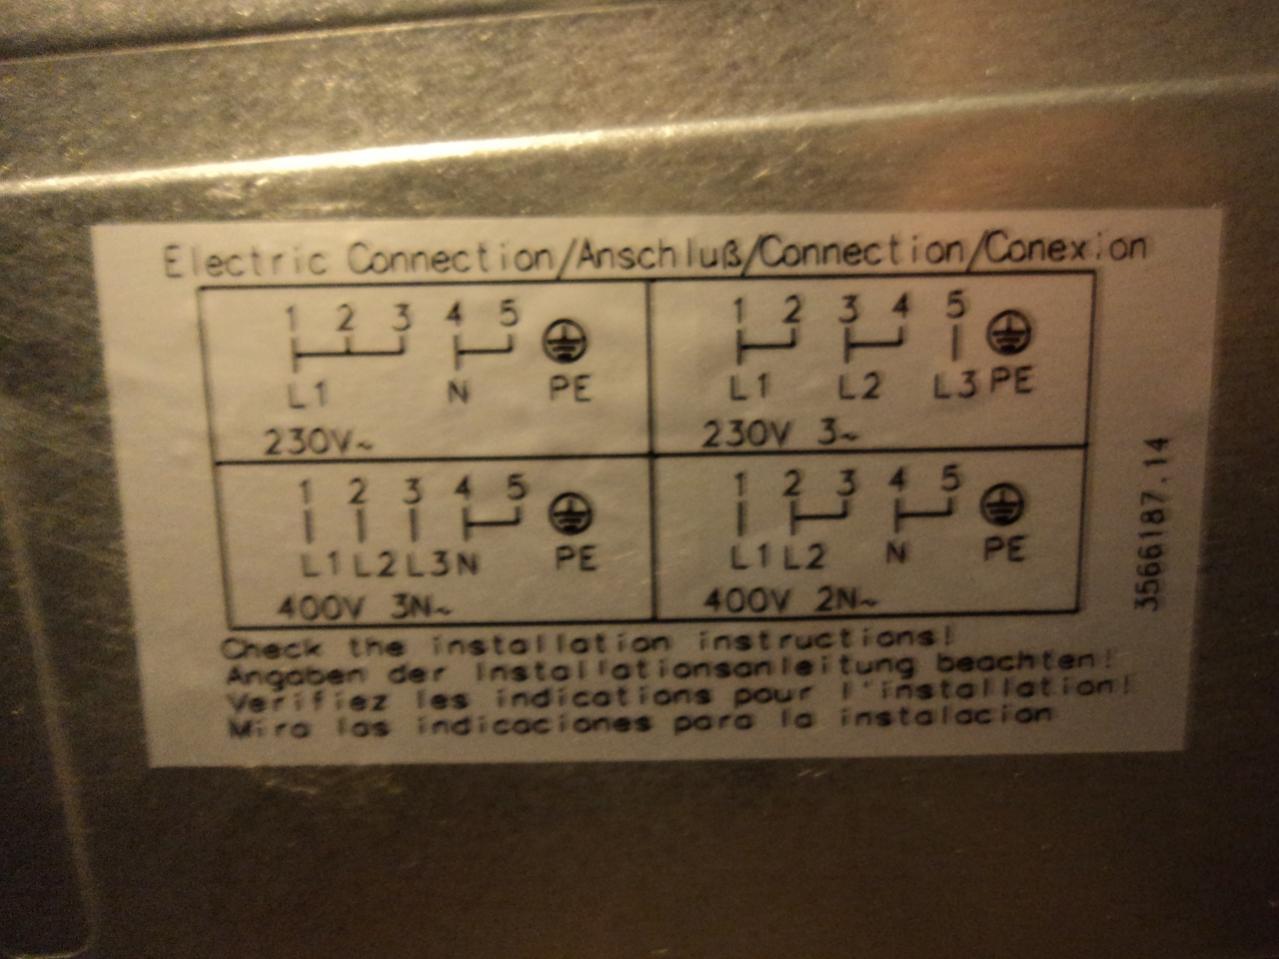 Electric Connection/Anschluß/Connection/Conexion
1 2 3 4 5
L1 N PE
230V~
1 2 3 4 5
L1 L2 L3 PE
230V 3~
1 2 3 4 5
L1 L2 L3 N PE
400V 3N~
1 2 3 4 5
L1 L2 N PE
400V 2N~
3566187.14
Check the installation instructions!
Angaben der Installationsanleitung beachten!
Verifiez les indications pour l'installation!
Mira las indicaciones para la instalacion